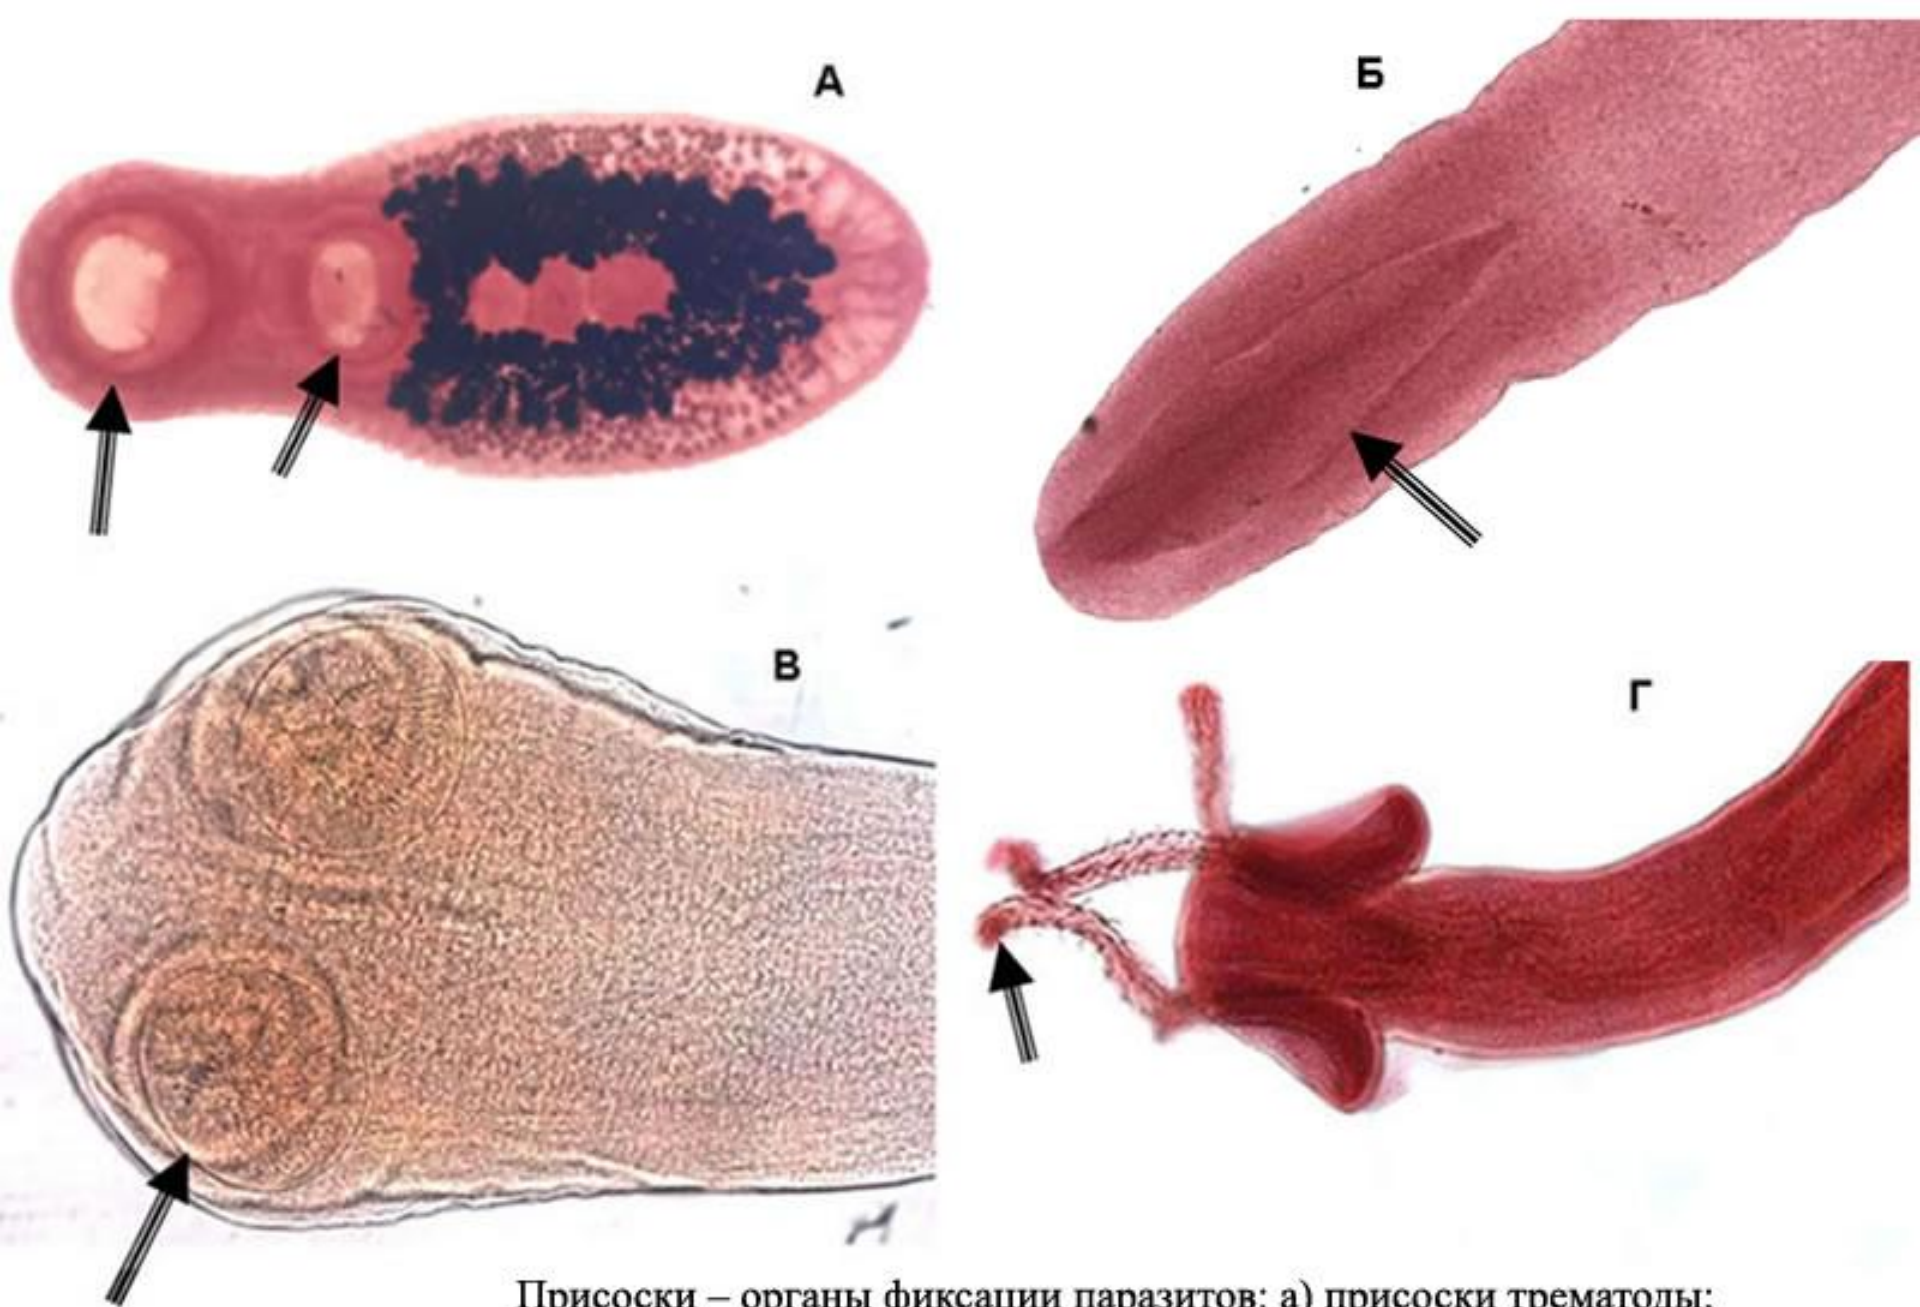 А
Б
В
Г
Присоски – органы фиксации паразитов: а) присоски трематоды;